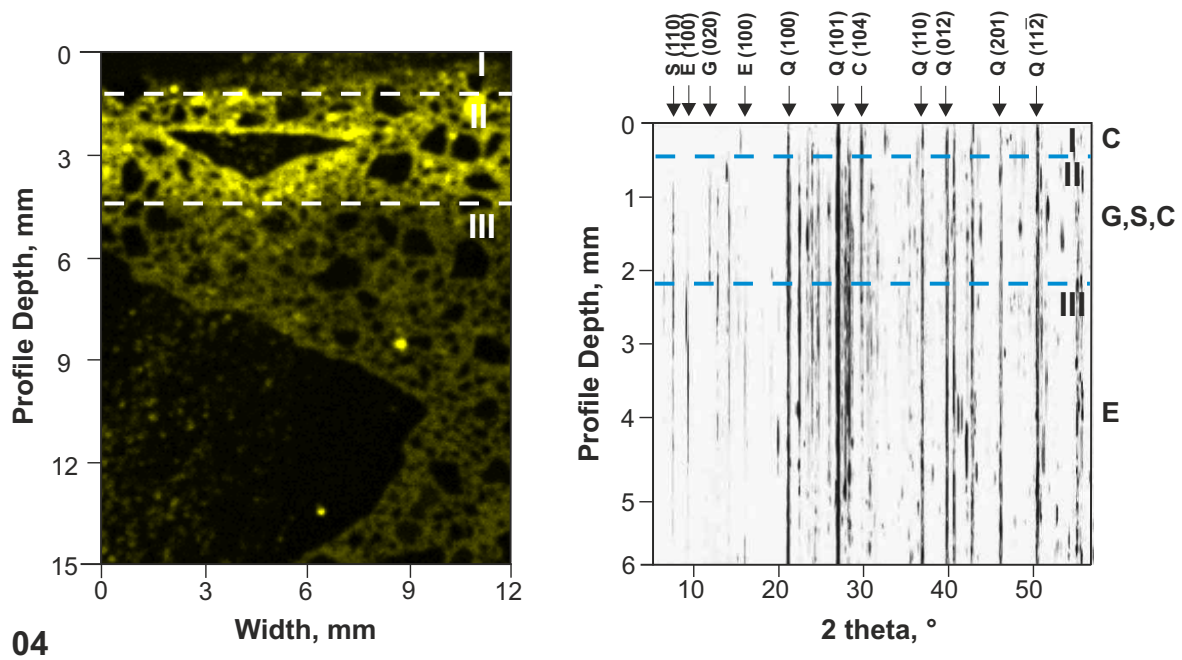 0
3
6
9
12
15
Profile Depth, mm
I
II
III
0 3 6 9 12
Width, mm
04
S (110)
E (100)
G (020)
E (100)
Q (100)
Q (101)
C (104)
Q (110)
Q (012)
Q (201)
Q (112̅)
0
1
2
3
4
5
6
Profile Depth, mm
I
II
III
C
G,S,C
E
10 20 30 40 50
2 theta, °